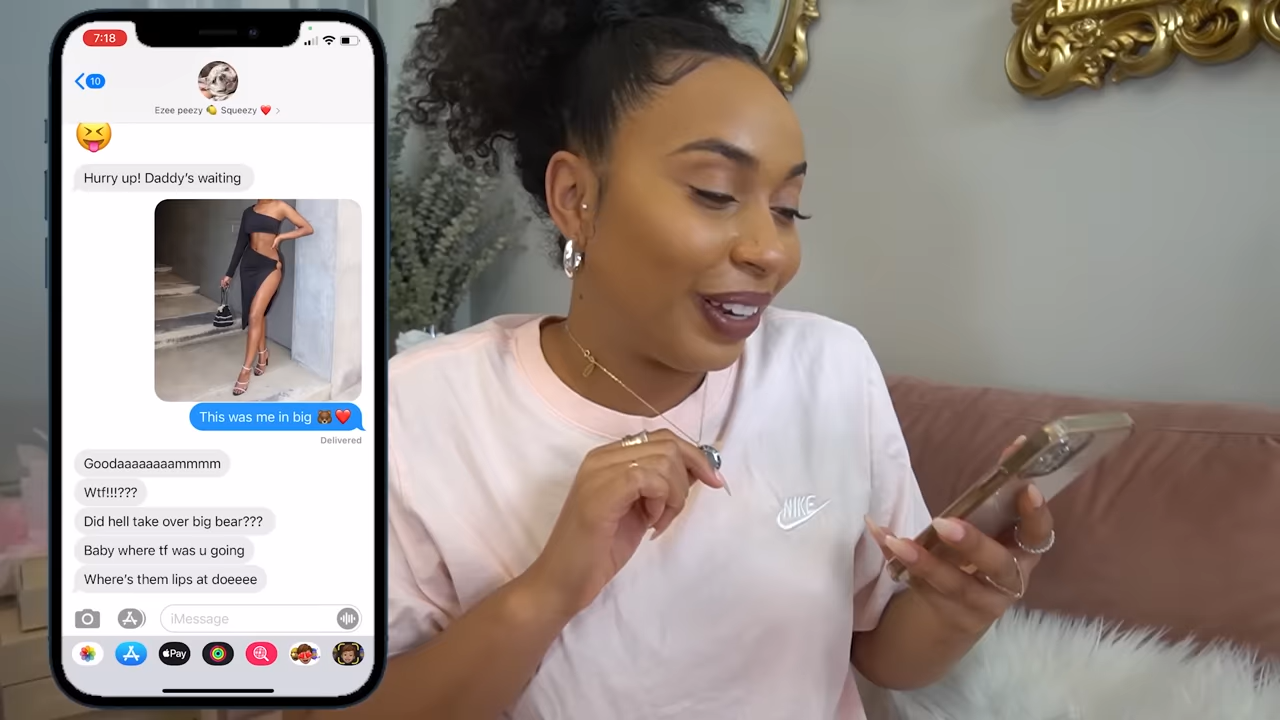 7:18
10
Ezee peezy 🍋 Squeezy ❤️ >
😝
Hurry up! Daddy's waiting
This was me in big 🐻 ❤️
Delivered
Goodaaaaaaaammmm
Wtf!!!???
Did hell take over big bear???
Baby where tf was u going
Where's them lips at doeeee
iMessage
Pay
NIKE